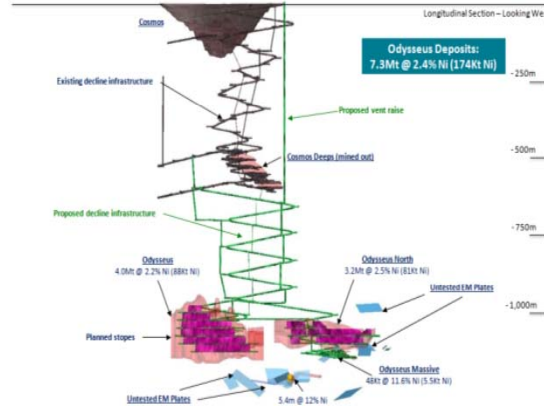 Longitudinal Section – Looking We
Cosmos
Odysseus Deposits:
7.3Mt @ 2.4% Ni (174Kt Ni)
- 250m
Existing decline infrastructure
Proposed vent raise
- 500m
Cosmos Deeps (mined out)
Proposed decline infrastructure
- 750m
Odysseus
4.0Mt @ 2.2% Ni (88Kt Ni)
Odysseus North
3.2Mt @ 2.5% Ni (81Kt Ni)
Untested EM Plates
- 1,000m
Planned stopes
Odysseus Massive
48Kt @ 11.6% Ni (5.5Kt Ni)
Untested EM Plates
5.4m @ 12% Ni